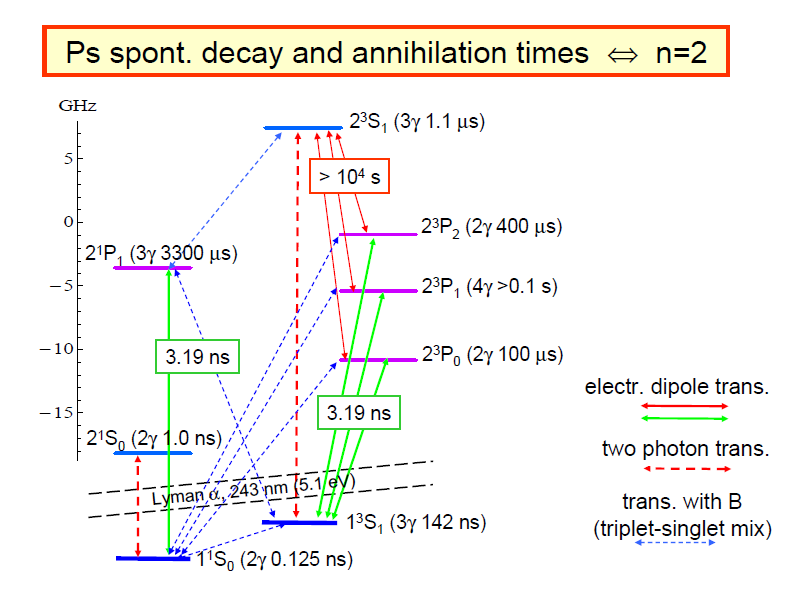 Ps spont. decay and annihilation times ⇔ n=2
GHz
2³S₁ (3γ 1.1 μs)
5
> 10⁴ s
0
2³P₂ (2γ 400 μs)
2¹P₁ (3γ 3300 μs)
−5
2³P₁ (4γ >0.1 s)
−10
3.19 ns
2³P₀ (2γ 100 μs)
electr. dipole trans.
−15
3.19 ns
2¹S₀ (2γ 1.0 ns)
two photon trans.
Lyman α, 243 nm (5.1 eV)
trans. with B
(triplet-singlet mix)
1³S₁ (3γ 142 ns)
1¹S₀ (2γ 0.125 ns)